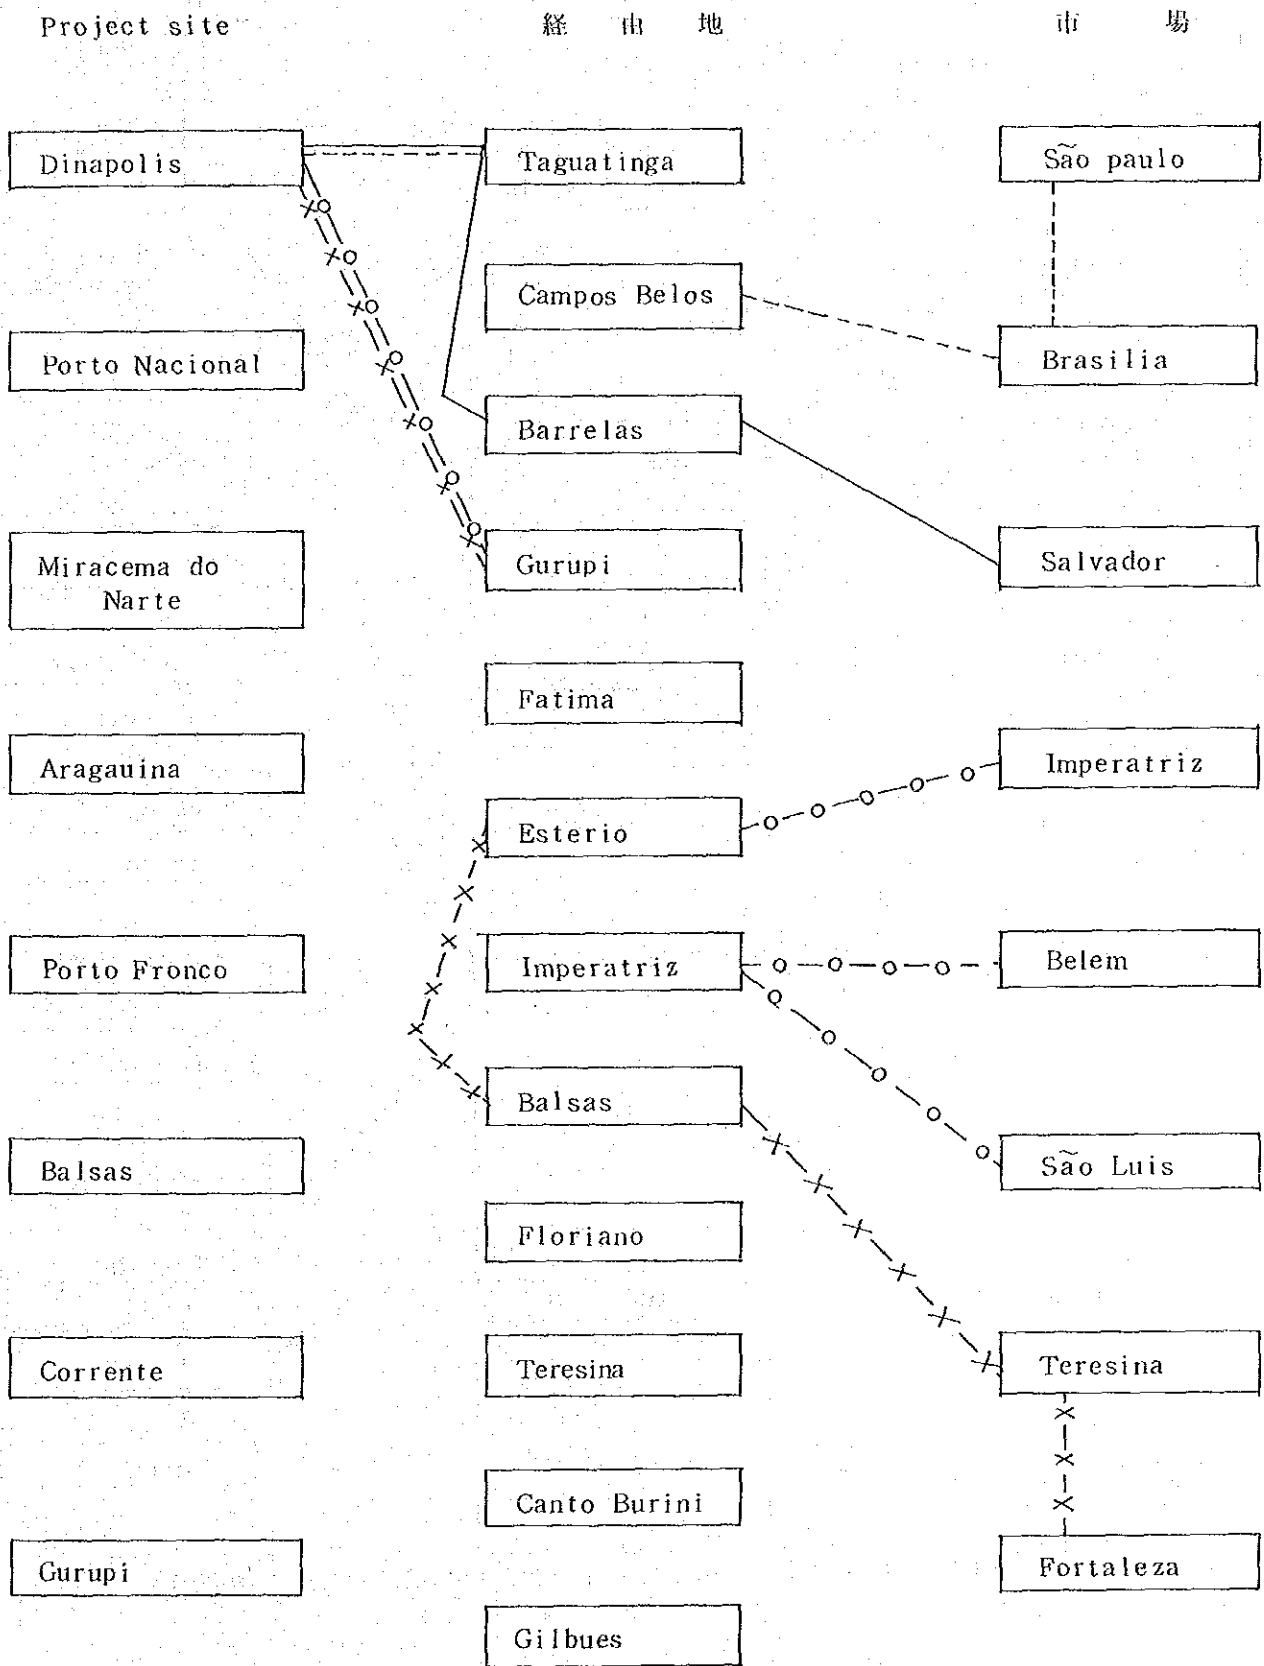 Project site
経由地
市場
Dinapolis
Porto Nacional
Miracema do
Narte
Aragauina
Porto Fronco
Balsas
Corrente
Gurupi
Taguatinga
Campos Belos
Barrelas
Gurupi
Fatima
Esterio
Imperatriz
Balsas
Floriano
Teresina
Canto Burini
Gilbues
São paulo
Brasilia
Salvador
Imperatriz
Belem
São Luis
Teresina
Fortaleza